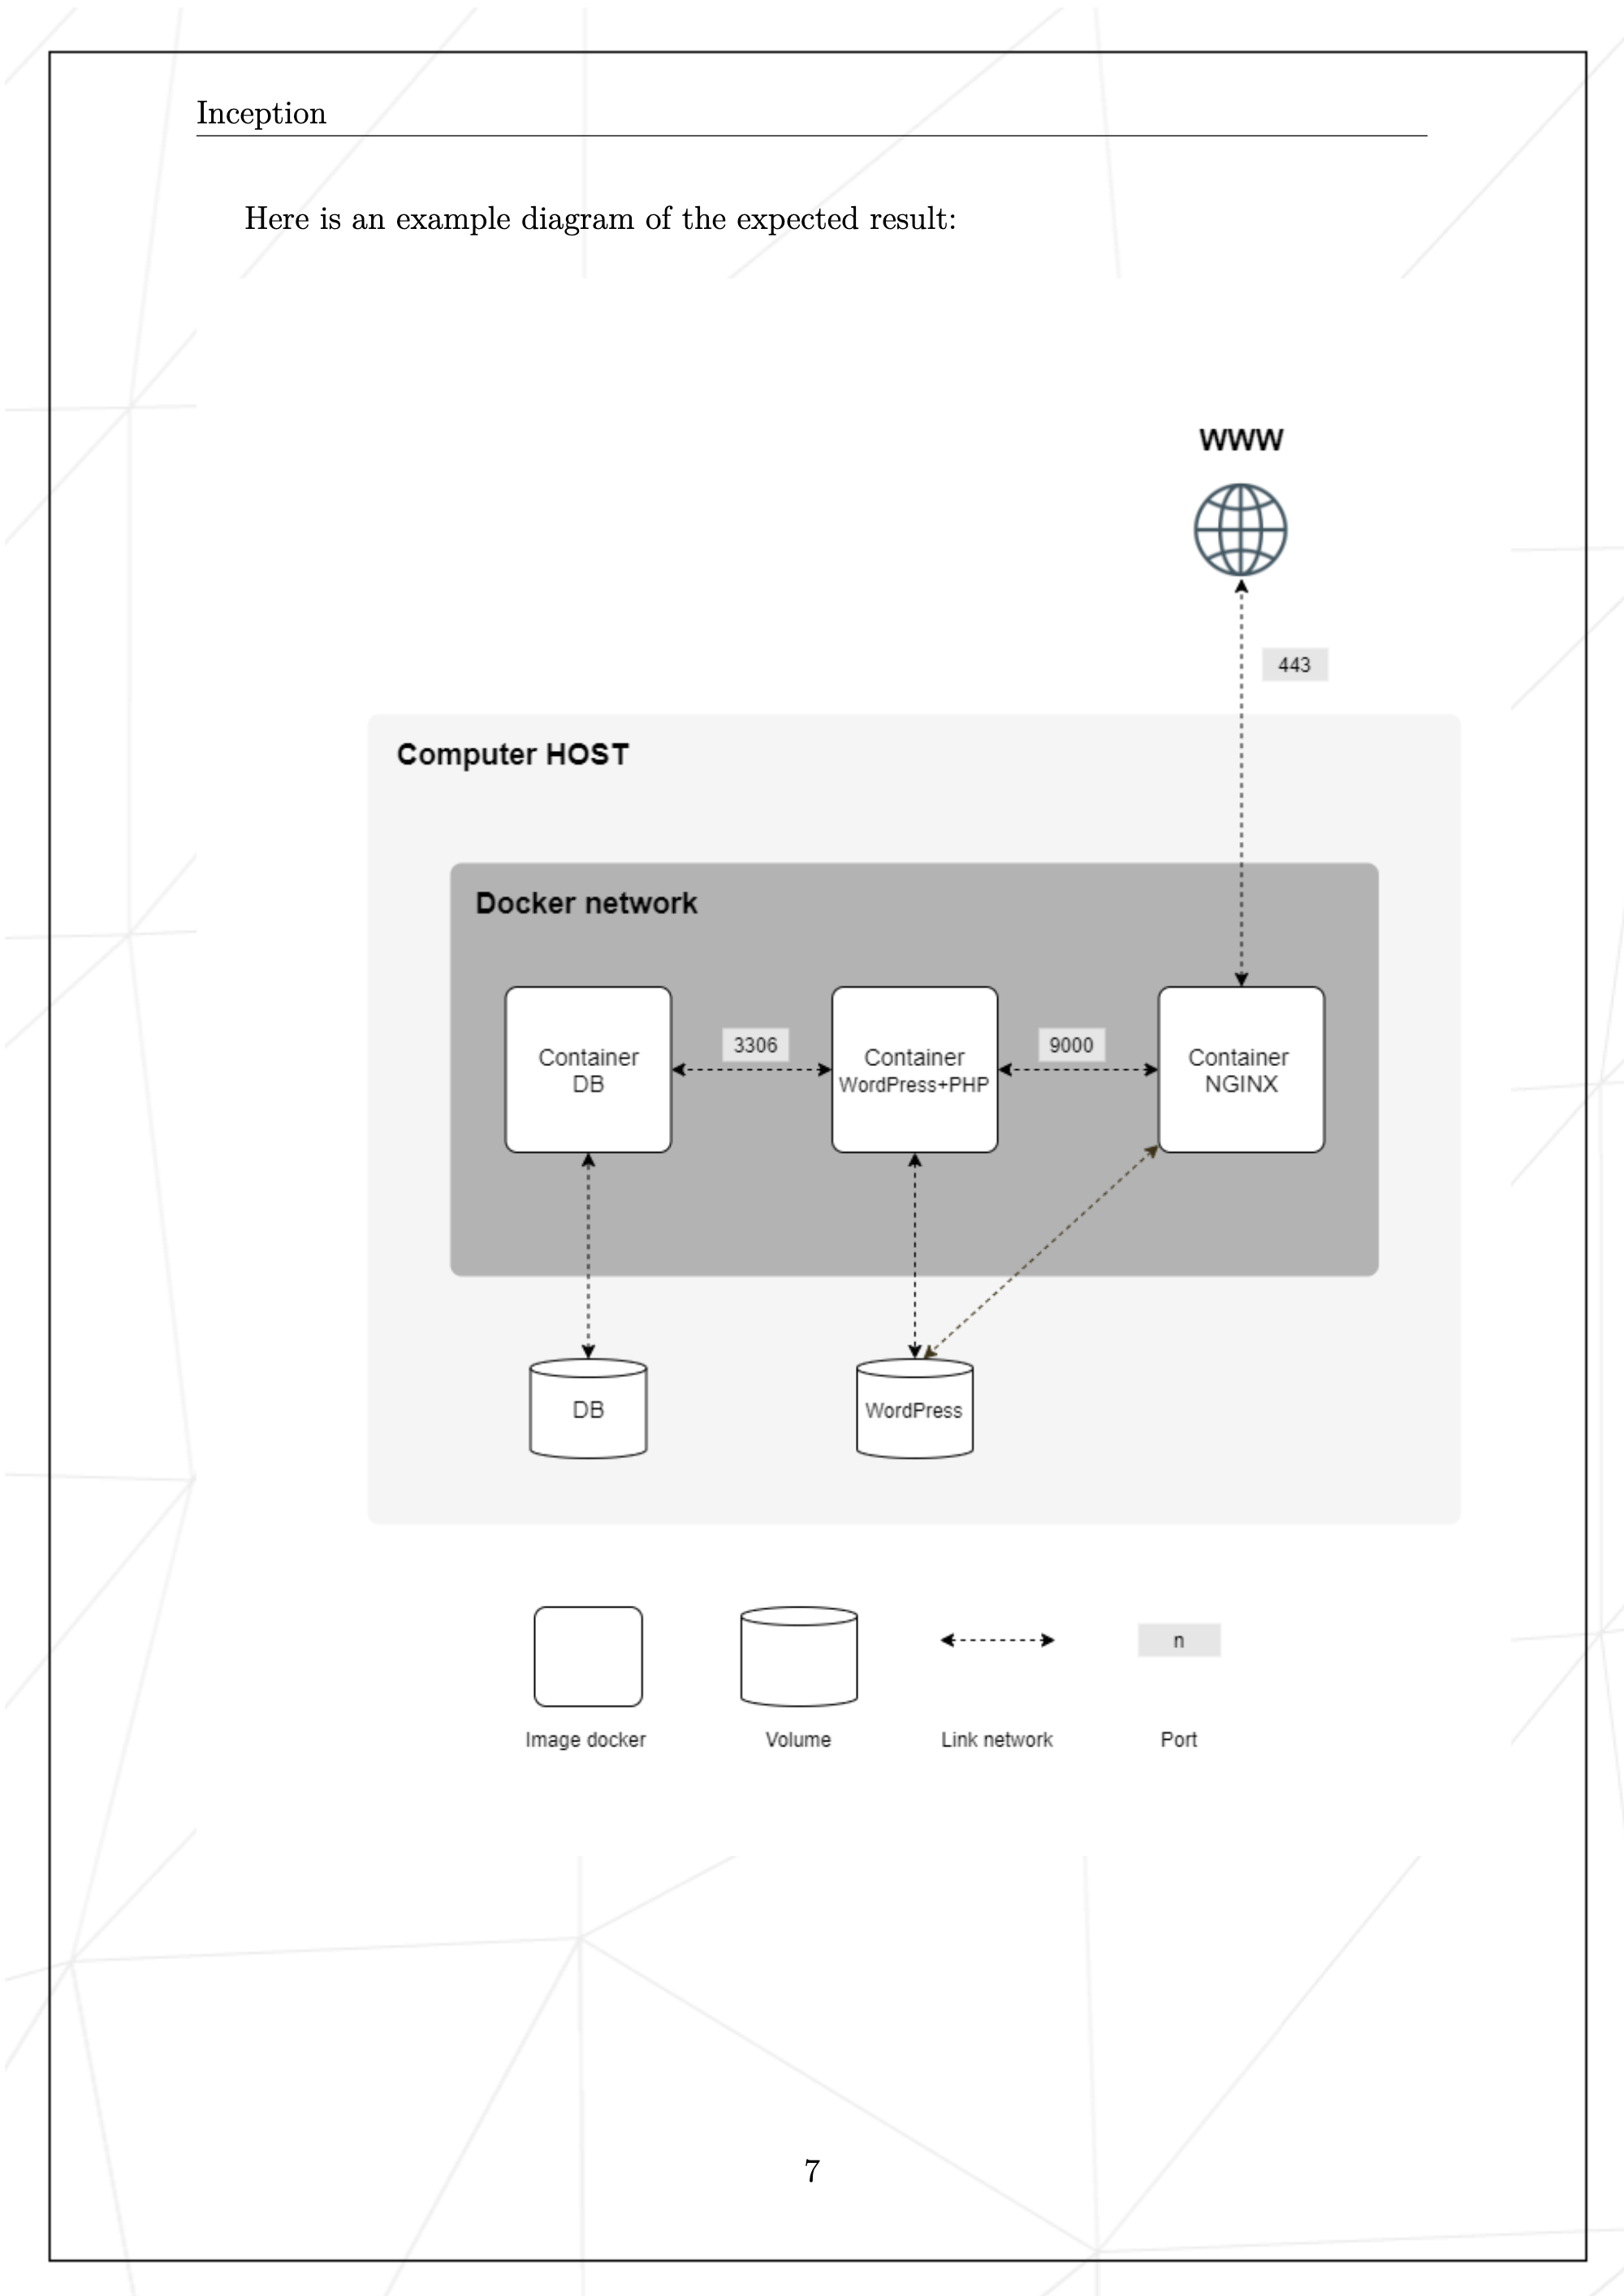 Inception
Here is an example diagram of the expected result:
WWW
443
Computer HOST
Docker network
Container
DB
3306
Container
WordPress+PHP
9000
Container
NGINX
DB
WordPress
n
Image docker
Volume
Link network
Port
7